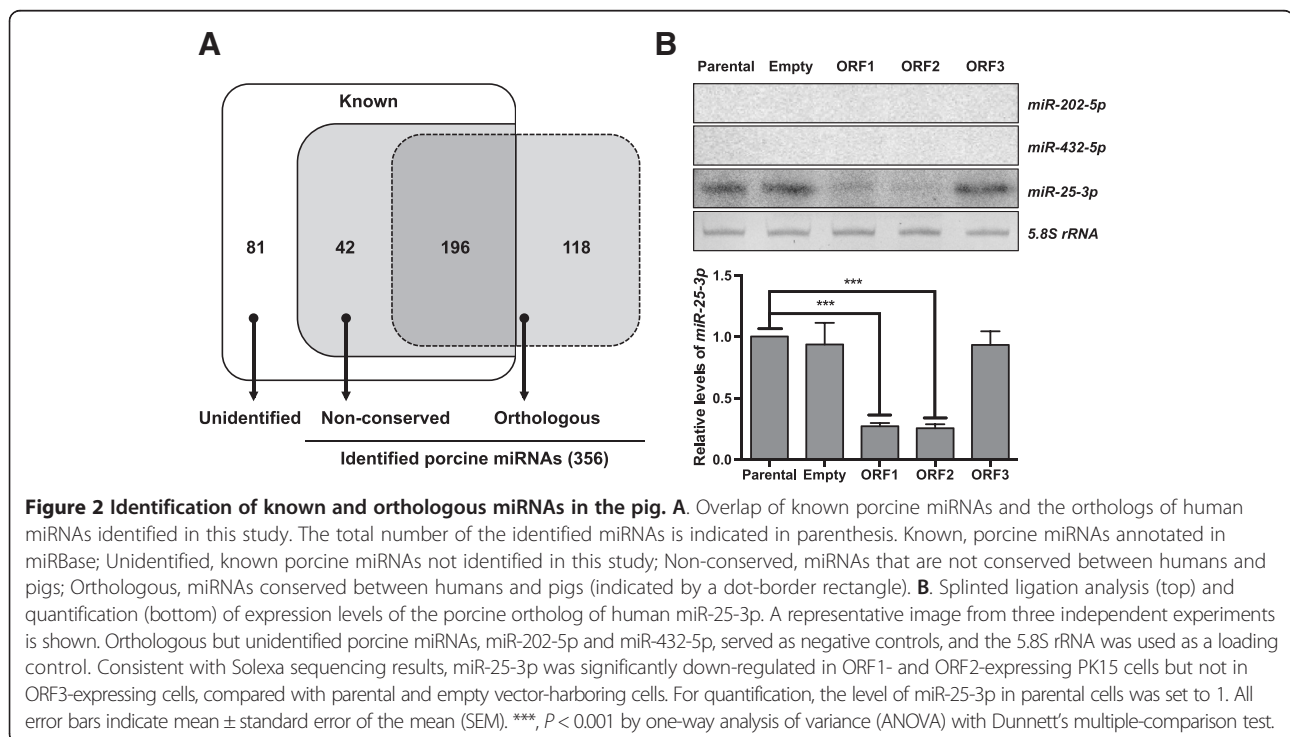 A
Known
81
42
196
118
Unidentified
Non-conserved
Orthologous
Identified porcine miRNAs (356)
B
Parental Empty ORF1 ORF2 ORF3
miR-202-5p
miR-432-5p
miR-25-3p
5.8S rRNA
Relative levels of miR-25-3p
1.5
1.0
0.5
0.0
***
***
Parental Empty ORF1 ORF2 ORF3
Figure 2 Identification of known and orthologous miRNAs in the pig. A. Overlap of known porcine miRNAs and the orthologs of human
miRNAs identified in this study. The total number of the identified miRNAs is indicated in parenthesis. Known, porcine miRNAs annotated in
miRBase; Unidentified, known porcine miRNAs not identified in this study; Non-conserved, miRNAs that are not conserved between humans and
pigs; Orthologous, miRNAs conserved between humans and pigs (indicated by a dot-border rectangle). B. Splinted ligation analysis (top) and
quantification (bottom) of expression levels of the porcine ortholog of human miR-25-3p. A representative image from three independent experiments
is shown. Orthologous but unidentified porcine miRNAs, miR-202-5p and miR-432-5p, served as negative controls, and the 5.8S rRNA was used as a loading
control. Consistent with Solexa sequencing results, miR-25-3p was significantly down-regulated in ORF1- and ORF2-expressing PK15 cells but not in
ORF3-expressing cells, compared with parental and empty vector-harboring cells. For quantification, the level of miR-25-3p in parental cells was set to 1. All
error bars indicate mean ± standard error of the mean (SEM). ***, P < 0.001 by one-way analysis of variance (ANOVA) with Dunnett's multiple-comparison test.